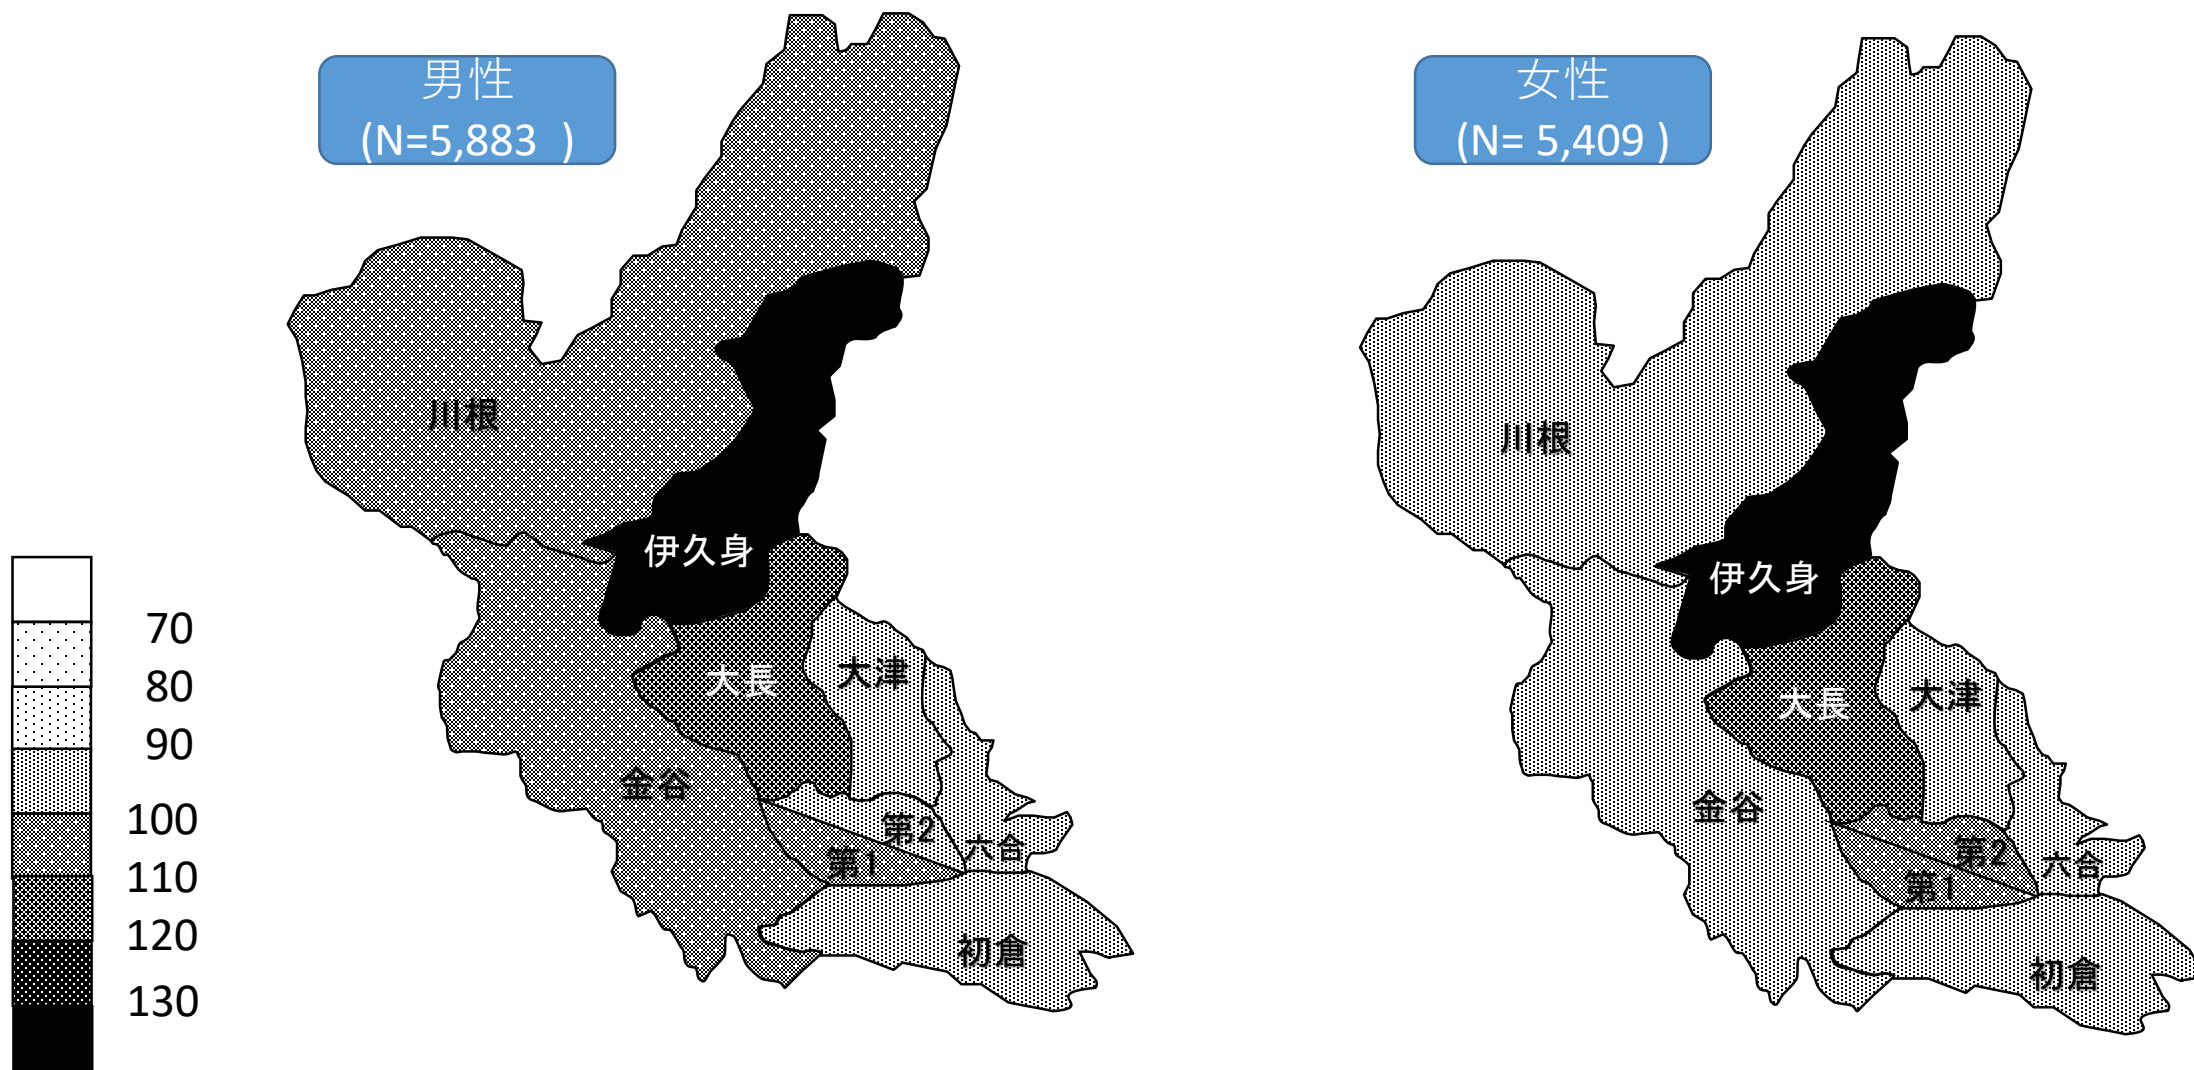 男性
(N=5,883 )
川根
伊久身
大長
大津
金谷
第2
第1
六合
初倉
女性
(N= 5,409 )
川根
伊久身
大長
大津
金谷
第2
第1
六合
初倉
70
80
90
100
110
120
130